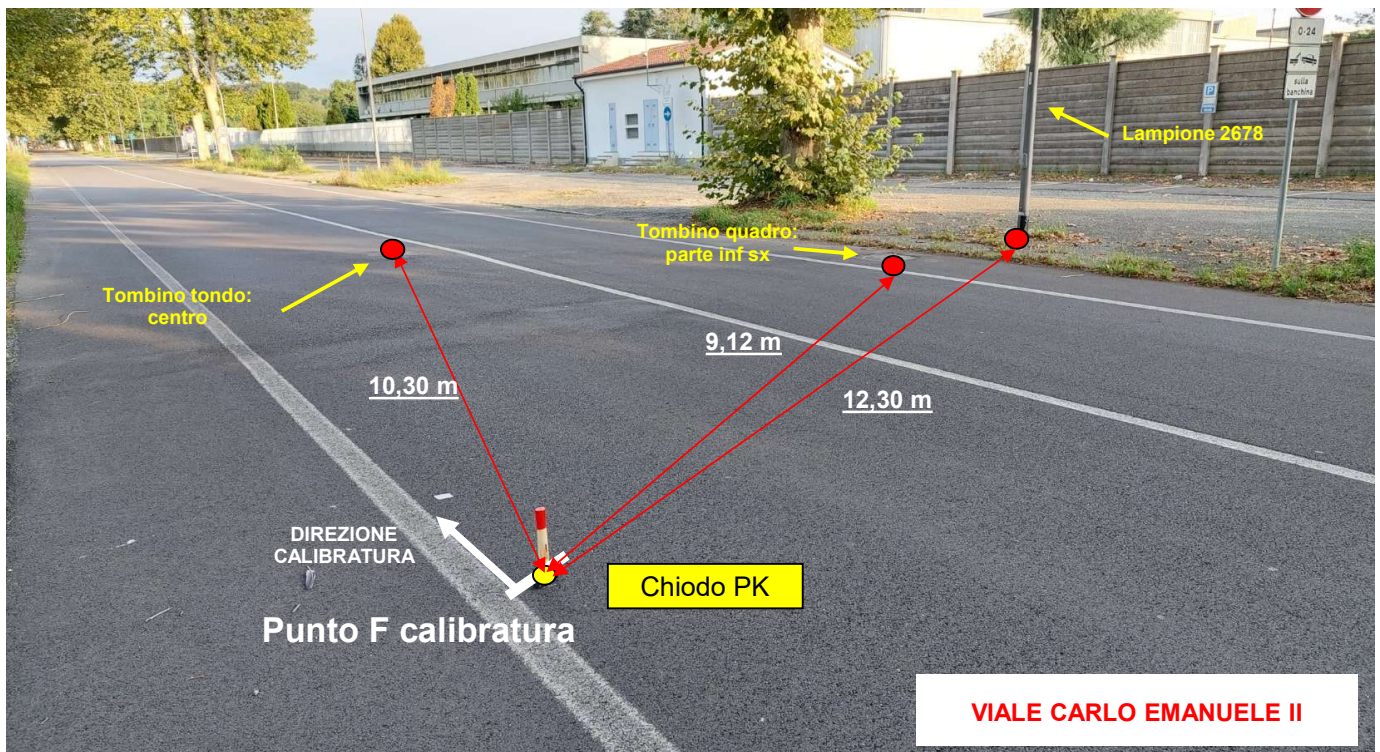 0-24
sulla
banchina
P
Lampione 2678
Tombino quadro:
parte inf sx
Tombino tondo:
centro
9,12 m
10,30 m
12,30 m
DIREZIONE
CALIBRATURA
Chiodo PK
Punto F calibratura
VIALE CARLO EMANUELE II